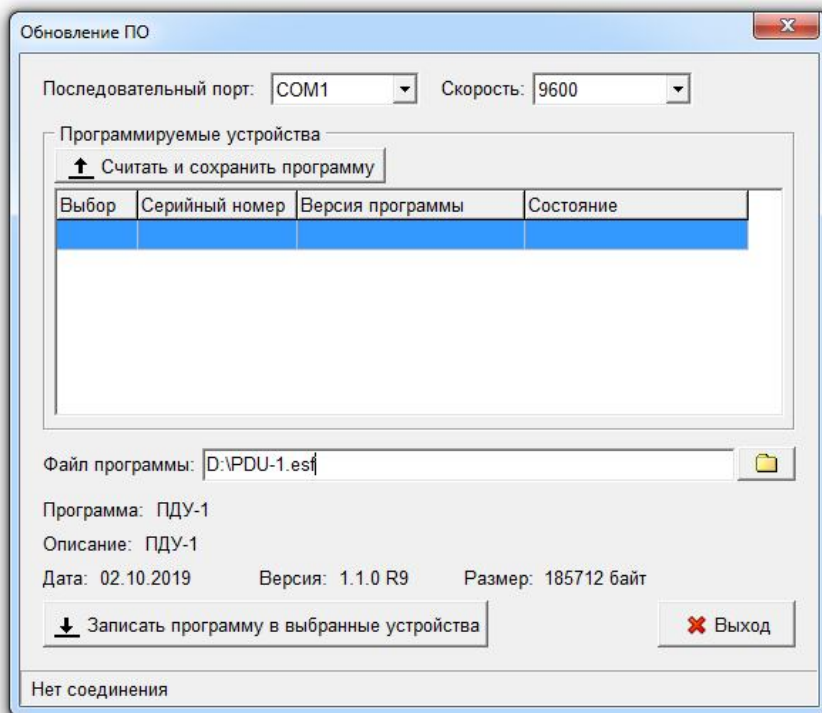 Обновление ПО
Последовательный порт: COM1 Скорость: 9600
Программируемые устройства
Считать и сохранить программу
Выбор Серийный номер Версия программы Состояние
Файл программы: D:\PDU-1.esf
Программа: ПДУ-1
Описание: ПДУ-1
Дата: 02.10.2019 Версия: 1.1.0 R9 Размер: 185712 байт
Записать программу в выбранные устройства Выход
Нет соединения